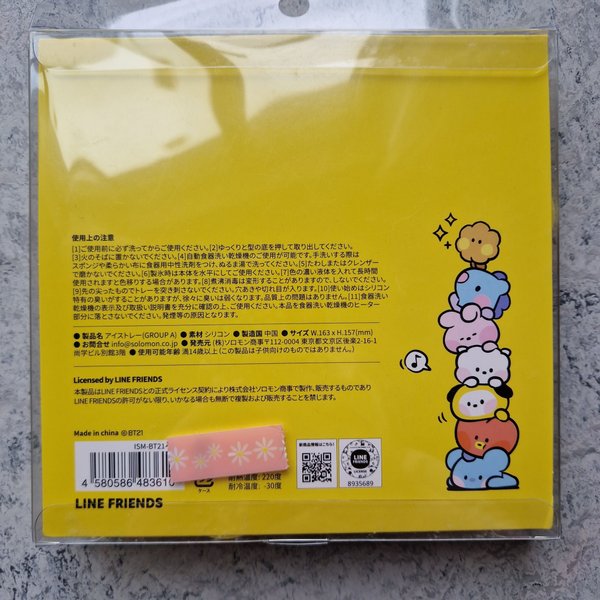 使用上の注意
[1]ご使用前に必ず洗ってからご使用ください。[2]ゆっくりと型の底を押して取り出してください。
[3]火のそばに置かないでください。[4]自動食器洗い乾燥機のご使用が可能です。手洗いする際は
スポンジや柔らかい布に食器用中性洗剤をつけ、ぬるま湯で洗ってください。[5]たわしまたはクレンザー
で磨かないでください。[6]製氷時は本体を水平にしてご使用ください。[7]色の濃い液体を入れて長時間
使用されますと色移りする場合があります。[8]煮沸消毒は変形することがありますので、しないでください。
[9]先の尖ったものでトレーを突き刺さないでください。穴あきや切れ目が入ります。[10]使い始めはシリコン
特有の臭いがすることがありますが、徐々に臭いは弱くなります。品質上の問題はありません。[11]食器洗い
乾燥機の表示及び取扱い説明書を充分に確認の上、ご使用ください。本品を食器洗い乾燥機のヒーター
部分に落とさないでください。発煙等の原因となります。
●製品名 アイストレー(GROUP A) ●素材 シリコン ●製造国 中国 ●サイズ W.163 x H.157(mm)
●お問合せ info@solomon.co.jp ●発売元 (株)ソロモン商事〒112-0004 東京都文京区後楽2-16-1
尚学ビル別館3階 ●使用可能年齢 満14歳以上 (この製品は子供向けのものではありません)
Licensed by LINE FRIENDS
本製品はLINE FRIENDSとの正式ライセンス契約により株式会社ソロモン商事で製作、販売するものであり
LINE FRIENDSの許可がない限り、いかなる場合も無断で複製および販売することを禁じます。
Made in china ©BT21
ISM-BT21-
4 580586 48361
ケース
耐熱温度: 220度
耐冷温度: -30度
新製品情報はこちら!
LINE
FRIENDS
8935689
LINE FRIENDS